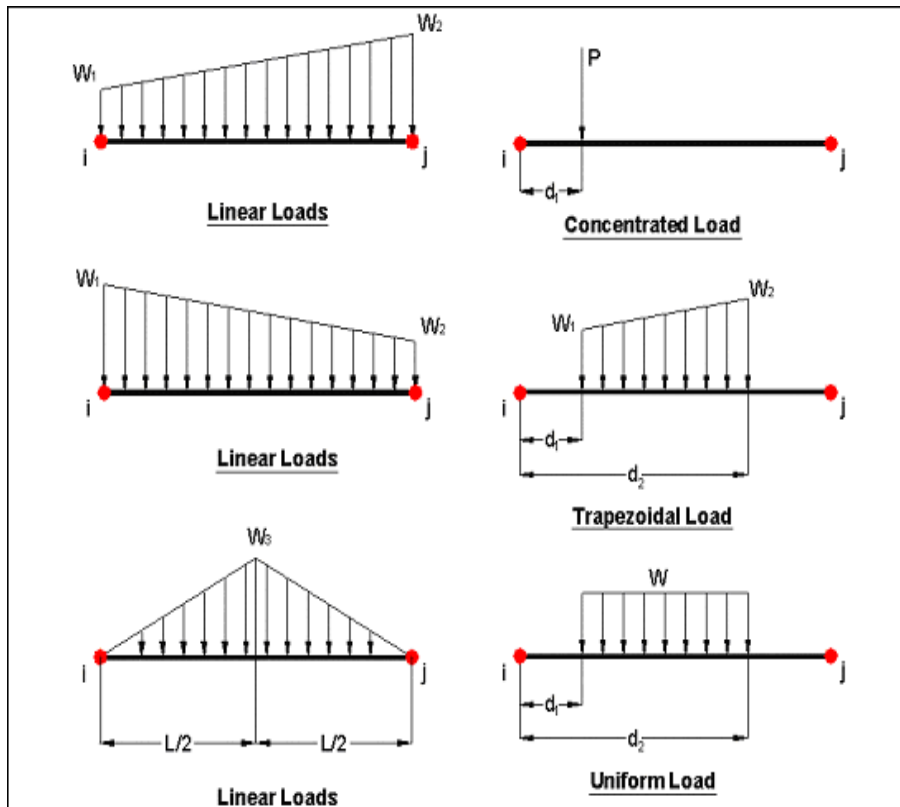 W₁
W₂
i
j
Linear Loads
P
i
j
d₁
Concentrated Load
W₁
W₂
i
j
Linear Loads
W₁
W₂
i
j
d₁
d₂
Trapezoidal Load
W₃
i
j
L/2
L/2
Linear Loads
W
i
j
d₁
d₂
Uniform Load